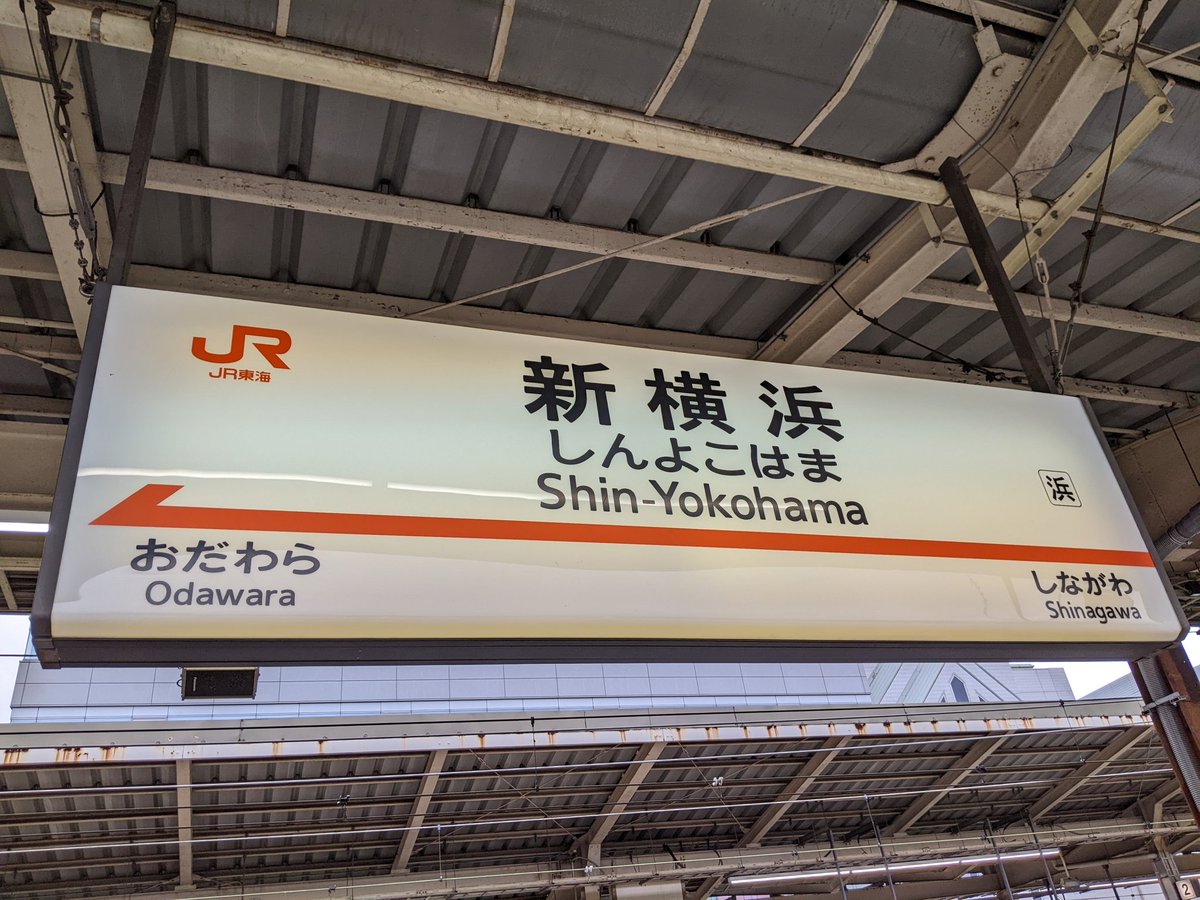 JR
JR東海
新横浜
しんよこはま
Shin-Yokohama
浜
おだわら
Odawara
しながわ
Shinagawa
2